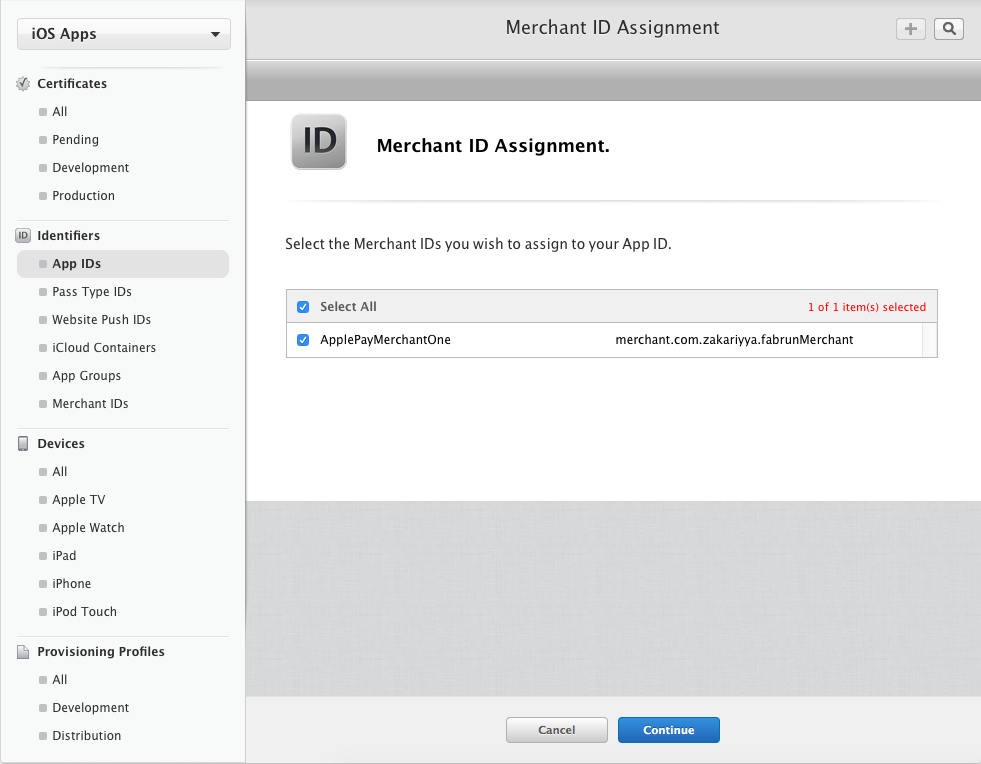 iOS Apps
Certificates
All
Pending
Development
Production
ID Identifiers
App IDs
Pass Type IDs
Website Push IDs
iCloud Containers
App Groups
Merchant IDs
Devices
All
Apple TV
Apple Watch
iPad
iPhone
iPod Touch
Provisioning Profiles
All
Development
Distribution
Merchant ID Assignment
ID Merchant ID Assignment.
Select the Merchant IDs you wish to assign to your App ID.
Select All 1 of 1 item(s) selected
ApplePayMerchantOne merchant.com.zakariyya.fabrunMerchant
Cancel Continue